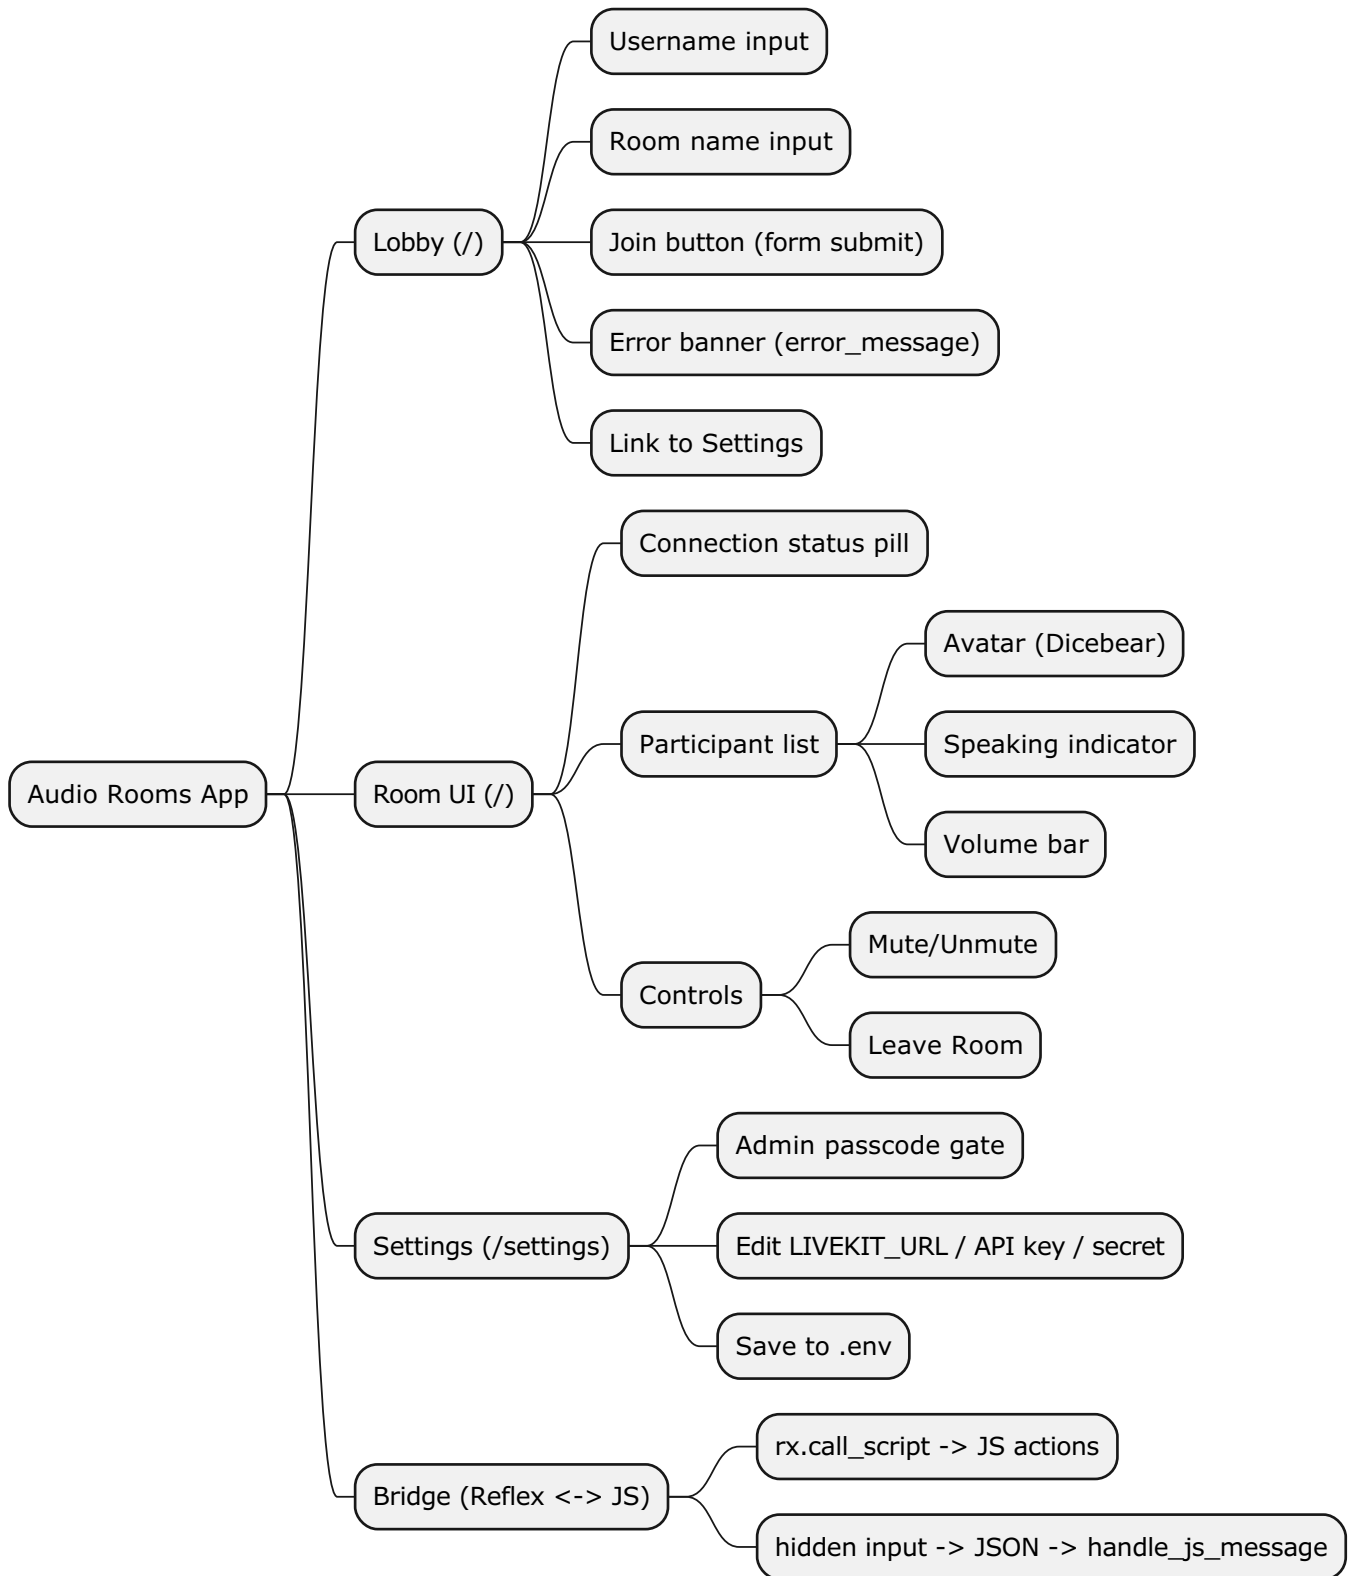 Username input
Room name input
Lobby (/)
Join button (form submit)
Error banner (error_message)
Link to Settings
Connection status pill
Avatar (Dicebear)
Participant list
Speaking indicator
Audio Rooms App
Room UI (/)
Volume bar
Mute/Unmute
Controls
Leave Room
Admin passcode gate
Settings (/settings)
Edit LIVEKIT_URL / API key / secret
Save to .env
rx.call_script -> JS actions
Bridge (Reflex <-> JS)
hidden input -> JSON -> handle_js_message